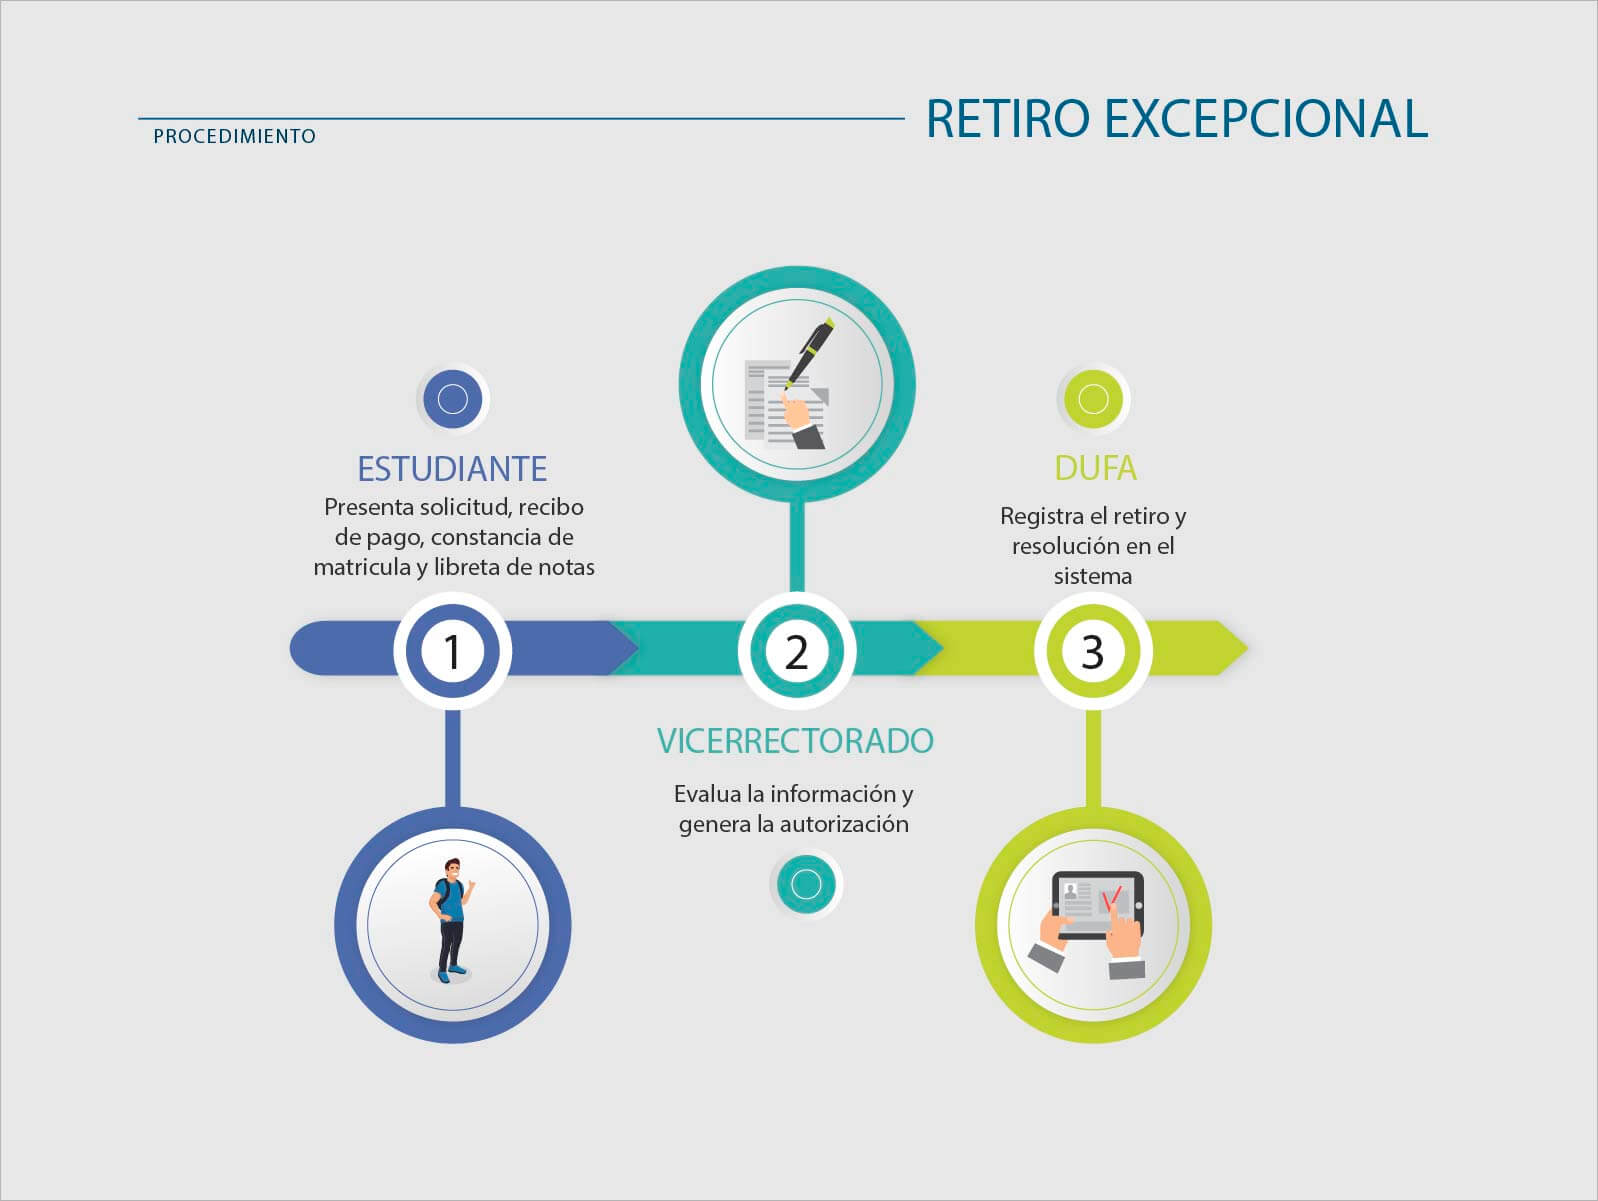 PROCEDIMIENTO
RETIRO EXCEPCIONAL
ESTUDIANTE
Presenta solicitud, recibo
de pago, constancia de
matricula y libreta de notas
1
VICERRECTORADO
Evalua la información y
genera la autorización
2
DUFA
Registra el retiro y
resolución en el
sistema
3